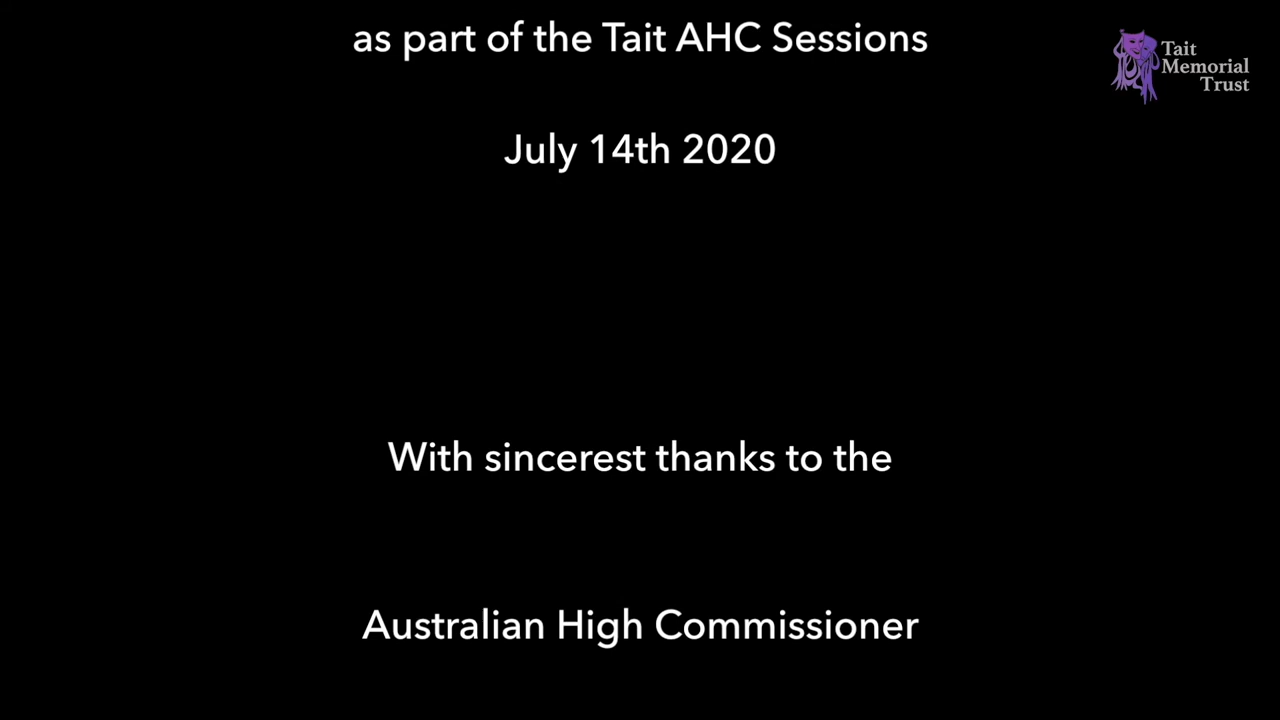 as part of the Tait AHC Sessions
Tait
Memorial
Trust
July 14th 2020
With sincerest thanks to the
Australian High Commissioner